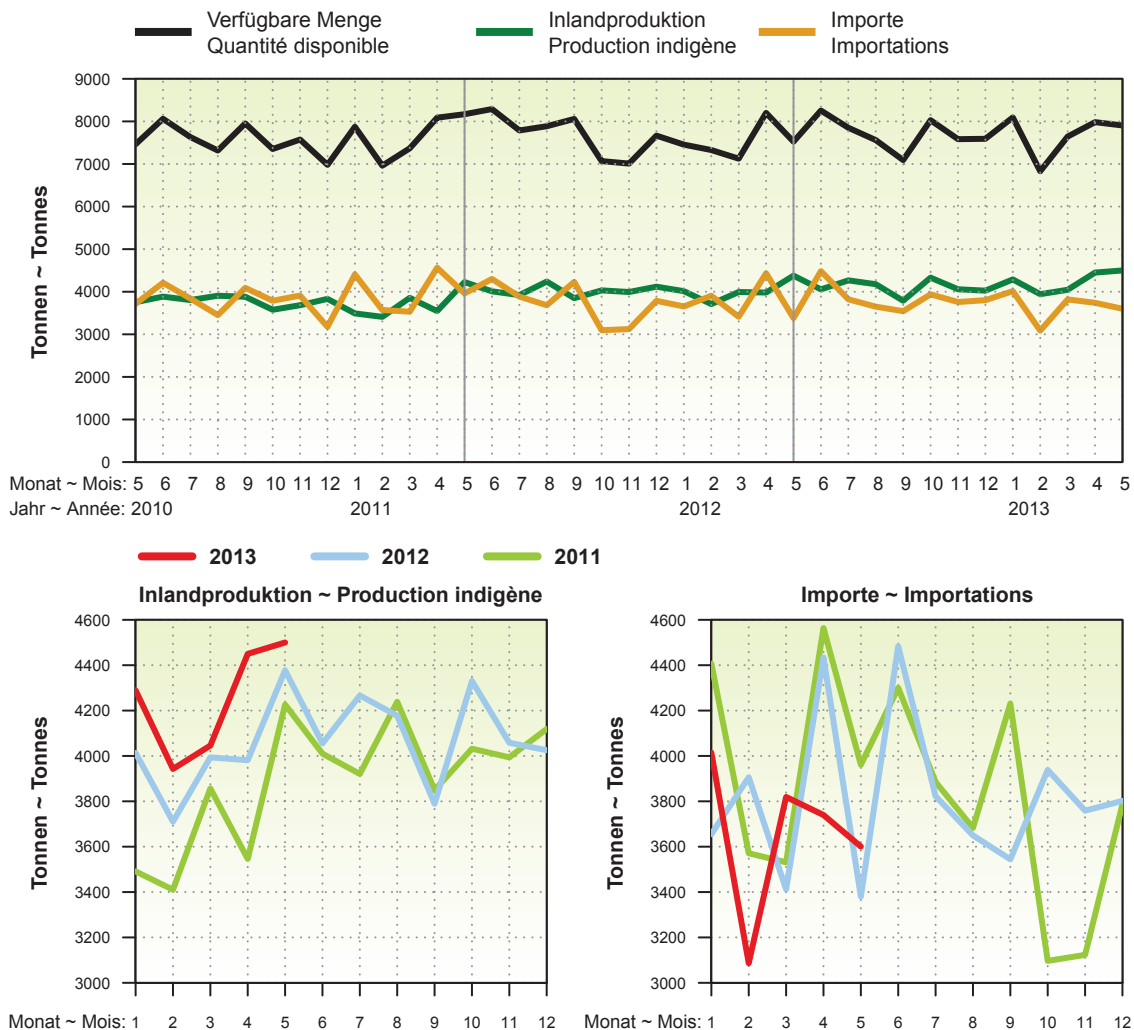 Verfügbare Menge
Quantité disponible
Inlandproduktion
Production indigène
Importe
Importations
9000
8000
7000
6000
5000
4000
3000
2000
1000
0
Tonnen ~ Tonnes
Monat ~ Mois: 5 6 7 8 9 10 11 12 1 2 3 4 5 6 7 8 9 10 11 12 1 2 3 4 5 6 7 8 9 10 11 12 1 2 3 4 5
Jahr ~ Année: 2010 2011 2012 2013
2013 2012 2011
Inlandproduktion ~ Production indigène
4600
4400
4200
4000
3800
3600
3400
3200
3000
Tonnen ~ Tonnes
Monat ~ Mois: 1 2 3 4 5 6 7 8 9 10 11 12
Importe ~ Importations
4600
4400
4200
4000
3800
3600
3400
3200
3000
Tonnen ~ Tonnes
Monat ~ Mois: 1 2 3 4 5 6 7 8 9 10 11 12